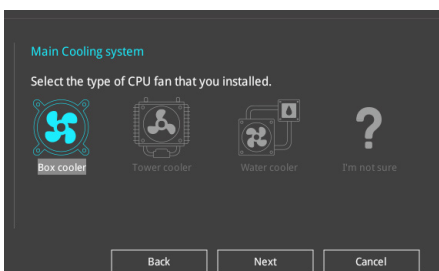 Main Cooling system
Select the type of CPU fan that you installed.
Box cooler
Tower cooler
Water cooler
I'm not sure
Back
Next
Cancel